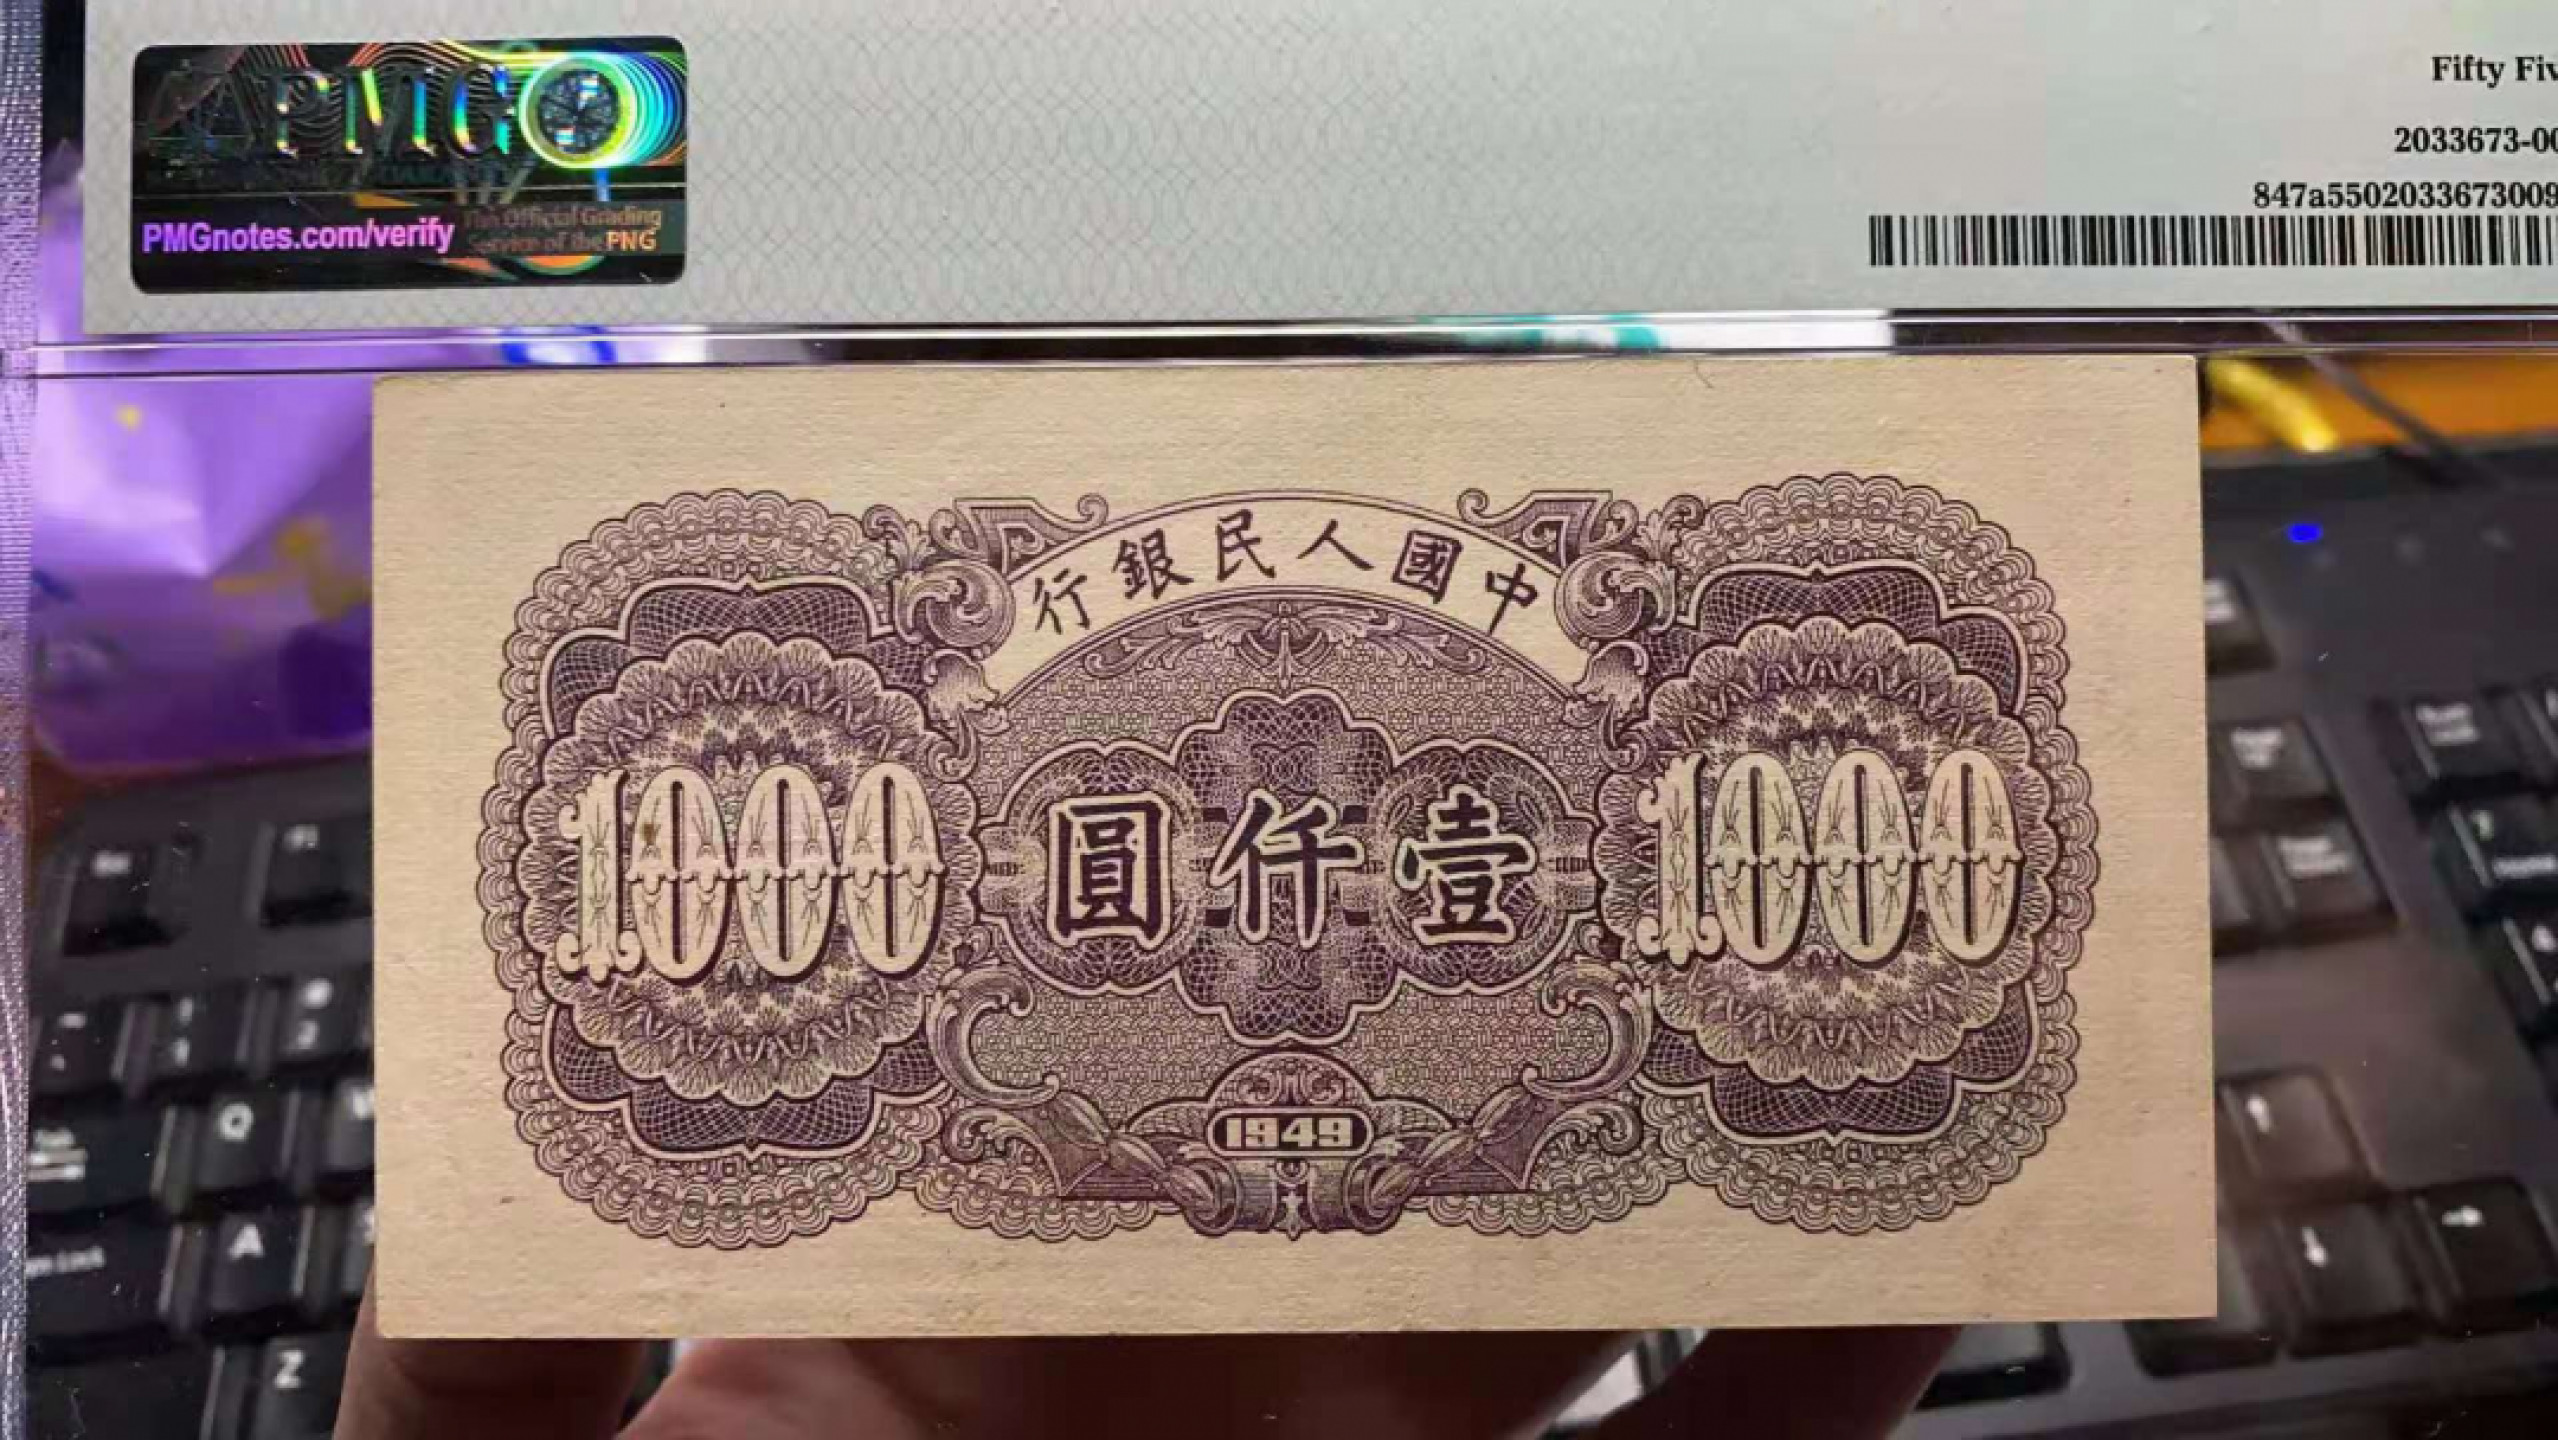 PMG
PMGnotes.com/verify
The Official Grading
Service of the PNG
Fifty Fiv
2033673-00
847a5502033673009
行銀民人國中
1000
圓仟壹
1000
1949
Q
A
Z